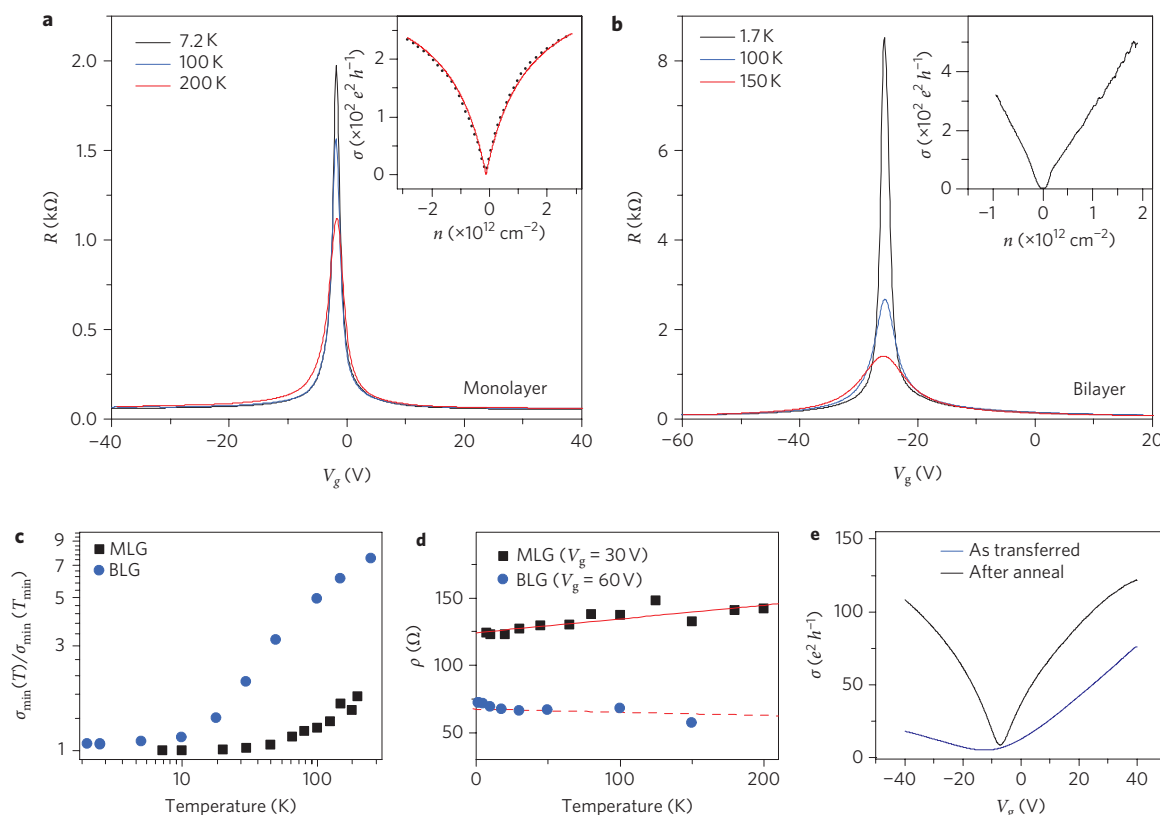 a
7.2 K
100 K
200 K
R (kΩ)
2.0
1.5
1.0
0.5
0.0
−40
−20
0
20
40
V_g (V)
Monolayer
σ (×10² e² h⁻¹)
2
1
0
−2
0
2
n (×10¹² cm⁻²)
b
1.7 K
100 K
150 K
R (kΩ)
8
6
4
2
0
−60
−40
−20
0
20
V_g (V)
Bilayer
σ (×10² e² h⁻¹)
6
4
2
0
−1
0
1
2
n (×10¹² cm⁻²)
c
MLG
BLG
σ_min (T)/σ_min (T_min)
9
7
5
3
1
10
100
Temperature (K)
d
MLG (V_g = 30 V)
BLG (V_g = 60 V)
ρ (Ω)
150
100
50
0
100
200
Temperature (K)
e
As transferred
After anneal
σ (e² h⁻¹)
150
100
50
0
−40
−20
0
20
40
V_g (V)